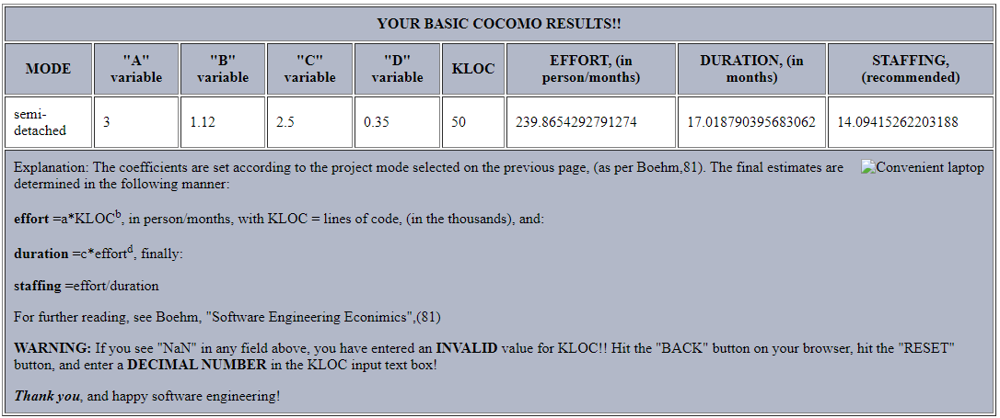 YOUR BASIC COCOMO RESULTS!!
MODE
"A"
variable
"B"
variable
"C"
variable
"D"
variable
KLOC
EFFORT, (in
person/months)
DURATION, (in
months)
STAFFING,
(recommended)
semi-
detached
3
1.12
2.5
0.35
50
239.8654292791274
17.018790395683062
14.09415262203188
Explanation: The coefficients are set according to the project mode selected on the previous page, (as per Boehm,81). The final estimates are
determined in the following manner:
Convenient laptop
effort =a*KLOCᵇ, in person/months, with KLOC = lines of code, (in the thousands), and:
duration =c*effortᵈ, finally:
staffing =effort/duration
For further reading, see Boehm, "Software Engineering Econimics",(81)
WARNING: If you see "NaN" in any field above, you have entered an INVALID value for KLOC!! Hit the "BACK" button on your browser, hit the "RESET"
button, and enter a DECIMAL NUMBER in the KLOC input text box!
Thank you, and happy software engineering!